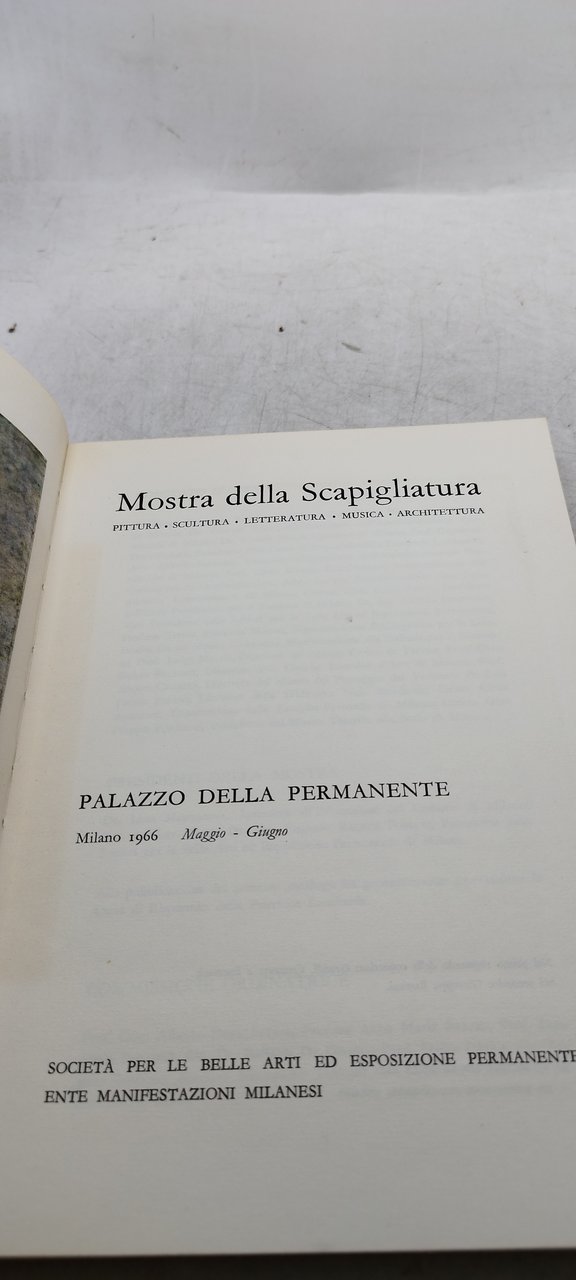 Mostra della Scapigliatura
PITTURA • SCULTURA • LETTERATURA • MUSICA • ARCHITETTURA
PALAZZO DELLA PERMANENTE
Milano 1966 Maggio - Giugno
SOCIETÀ PER LE BELLE ARTI ED ESPOSIZIONE PERMANENTE
ENTE MANIFESTAZIONI MILANESI